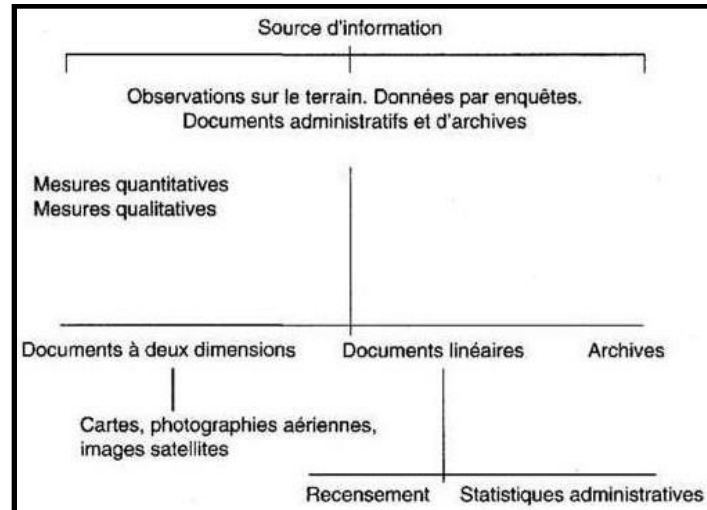 Source d'information
Observations sur le terrain. Données par enquêtes.
Documents administratifs et d'archives
Mesures quantitatives
Mesures qualitatives
Documents à deux dimensions
Documents linéaires
Archives
Cartes, photographies aériennes,
images satellites
Recensement
Statistiques administratives